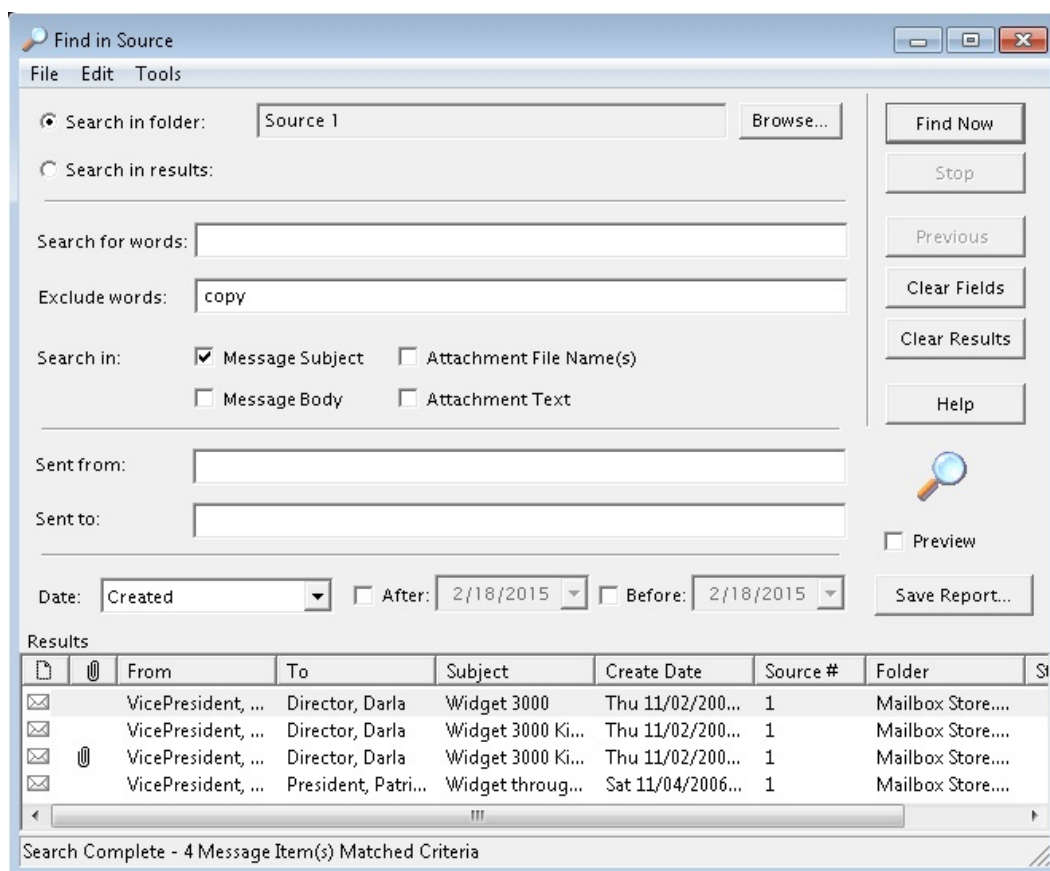 Find in Source
File Edit Tools
Search in folder: Source 1 Browse... Find Now
Search in results: Stop
Search for words: Previous
Exclude words: copy Clear Fields
Clear Results
Search in: Message Subject Attachment File Name(s)
Message Body Attachment Text Help
Sent from:
Sent to:
Preview
Date: Created After: 2/18/2015 Before: 2/18/2015 Save Report...
Results
From To Subject Create Date Source # Folder
VicePresident, ... Director, Darla Widget 3000 Thu 11/02/200... 1 Mailbox Store....
VicePresident, ... Director, Darla Widget 3000 Ki... Thu 11/02/200... 1 Mailbox Store....
VicePresident, ... Director, Darla Widget 3000 Ki... Thu 11/02/200... 1 Mailbox Store....
VicePresident, ... President, Patri... Widget throug... Sat 11/04/2006... 1 Mailbox Store....
Search Complete - 4 Message Item(s) Matched Criteria